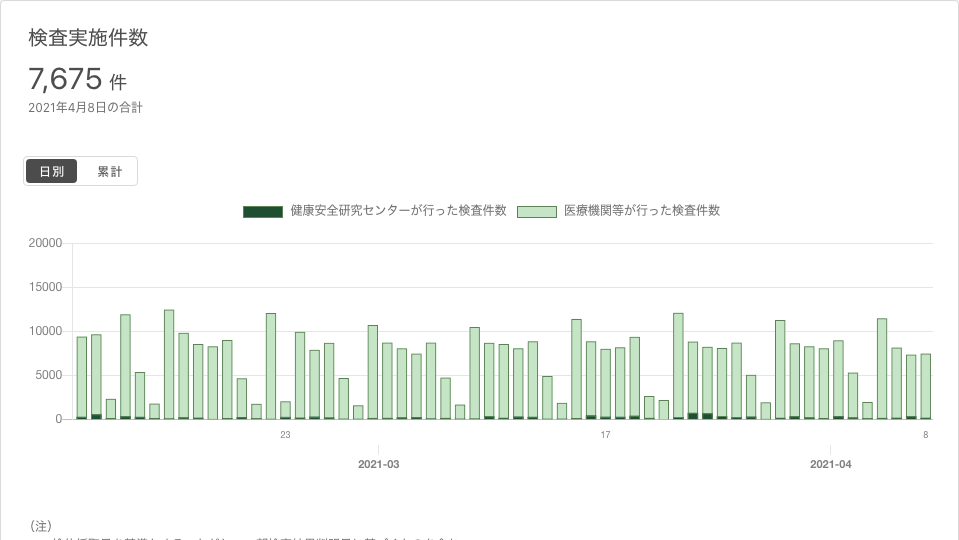 検査実施件数
7,675 件
2021年4月8日の合計
日別 累計
健康安全研究センターが行った検査件数 医療機関等が行った検査件数
20000
15000
10000
5000
0
23 17 8
2021-03 2021-04
（注）